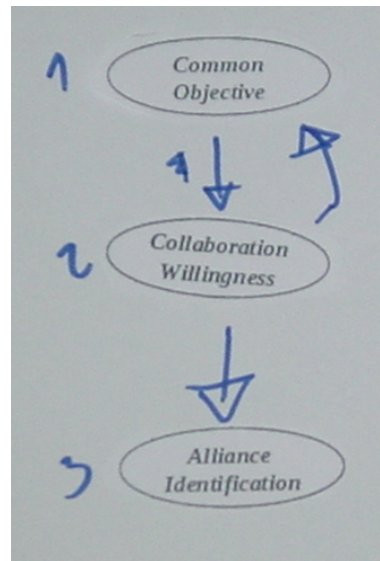 1
Common
Objective
1
2
Collaboration
Willingness
3
Alliance
Identification